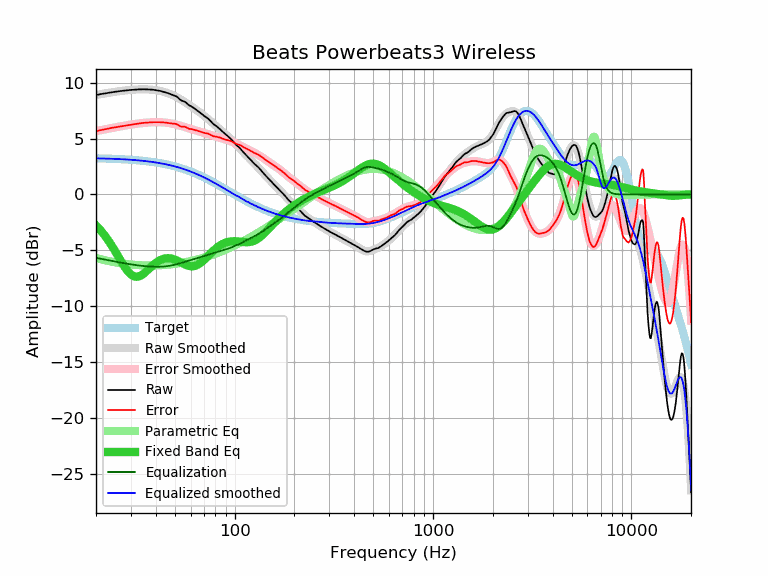 Beats Powerbeats3 Wireless
10
5
0
−5
−10
−15
−20
−25
Amplitude (dBr)
Target
Raw Smoothed
Error Smoothed
Raw
Error
Parametric Eq
Fixed Band Eq
Equalization
Equalized smoothed
100
1000
10000
Frequency (Hz)